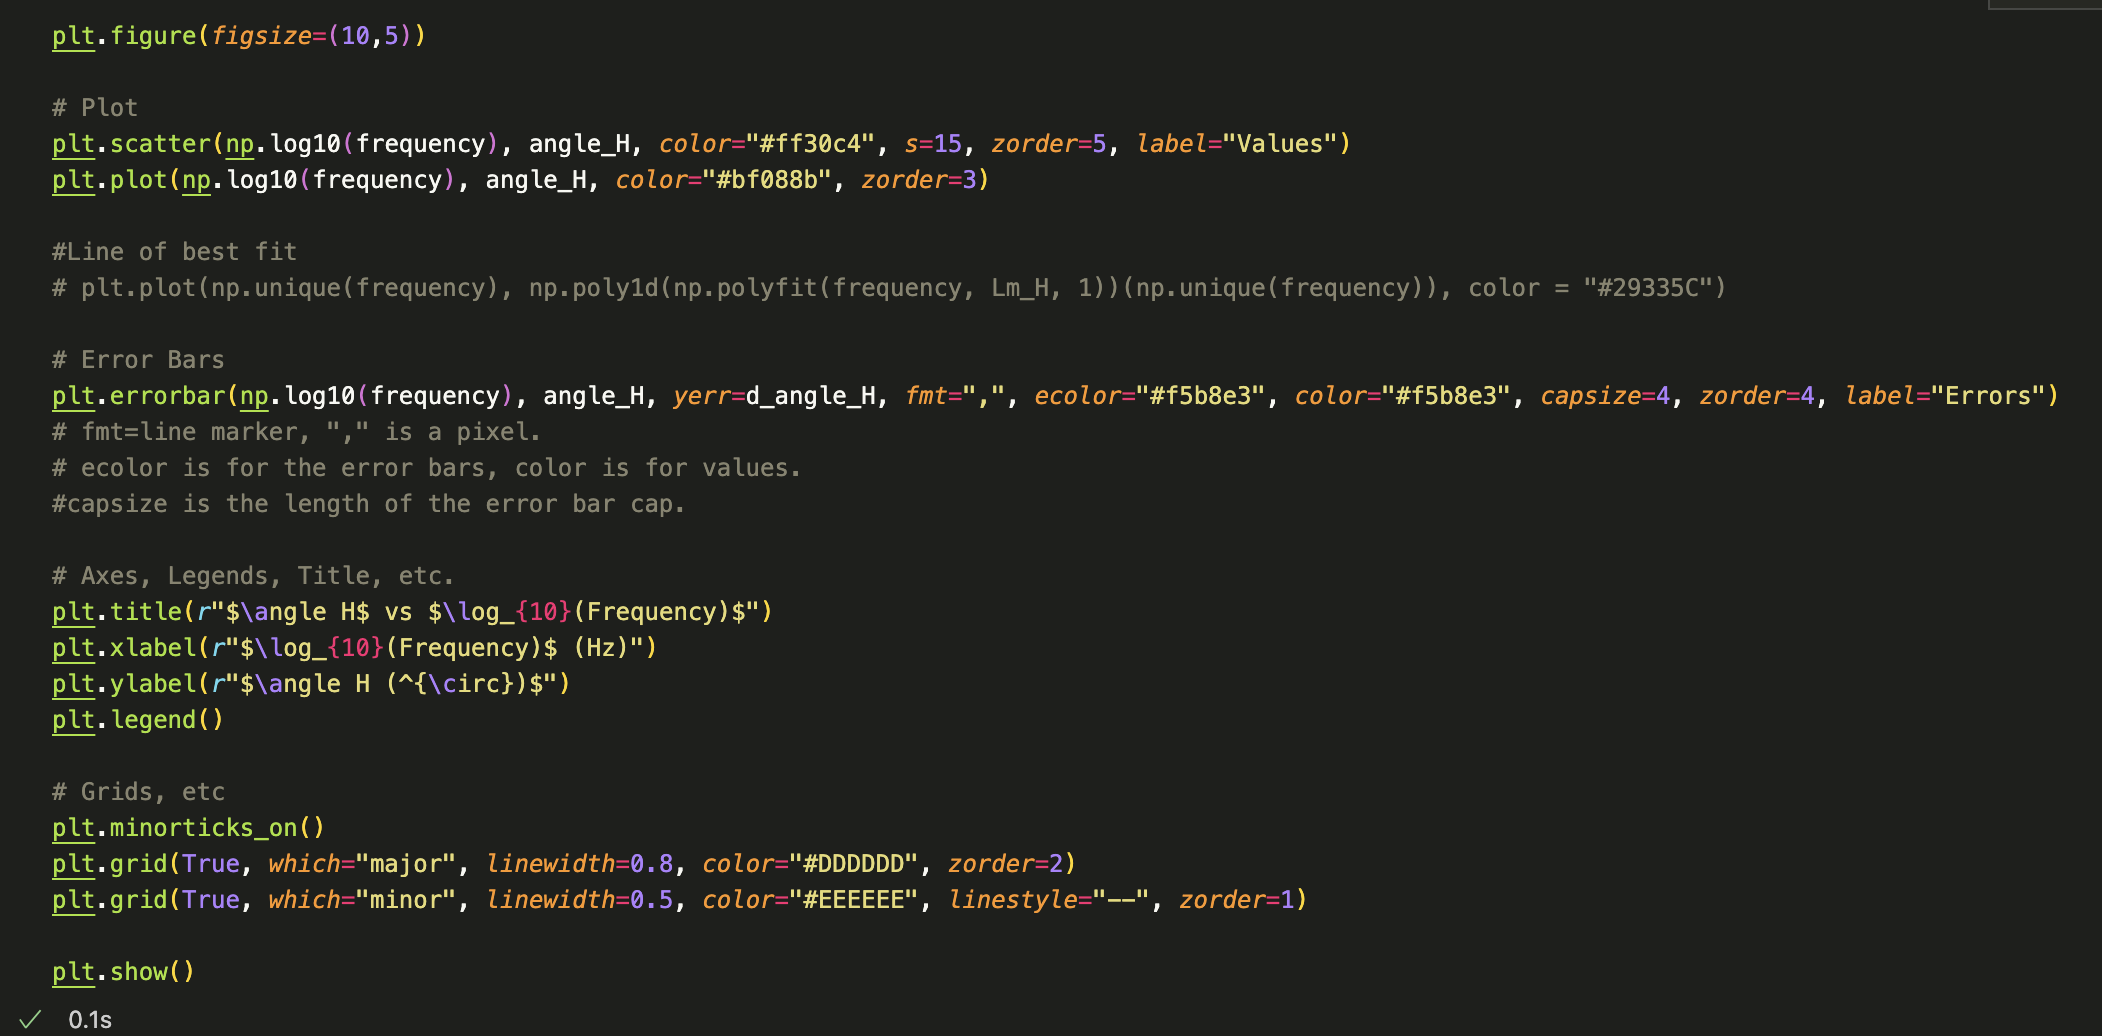 plt.figure(figsize=(10,5))
# Plot
plt.scatter(np.log10(frequency), angle_H, color="#ff30c4", s=15, zorder=5, label="Values")
plt.plot(np.log10(frequency), angle_H, color="#bf088b", zorder=3)
#Line of best fit
# plt.plot(np.unique(frequency), np.poly1d(np.polyfit(frequency, Lm_H, 1))(np.unique(frequency)), color = "#29335C")
# Error Bars
plt.errorbar(np.log10(frequency), angle_H, yerr=d_angle_H, fmt=",", ecolor="#f5b8e3", color="#f5b8e3", capsize=4, zorder=4, label="Errors")
# fmt=line marker, "," is a pixel.
# ecolor is for the error bars, color is for values.
#capsize is the length of the error bar cap.
# Axes, Legends, Title, etc.
plt.title(r"$\angle H$ vs $\log_{10}(Frequency)$")
plt.xlabel(r"$\log_{10}(Frequency)$ (Hz)")
plt.ylabel(r"$\angle H (^{\circ})$")
plt.legend()
# Grids, etc
plt.minorticks_on()
plt.grid(True, which="major", linewidth=0.8, color="#DDDDDD", zorder=2)
plt.grid(True, which="minor", linewidth=0.5, color="#EEEEEE", linestyle="--", zorder=1)
plt.show()
0.1s